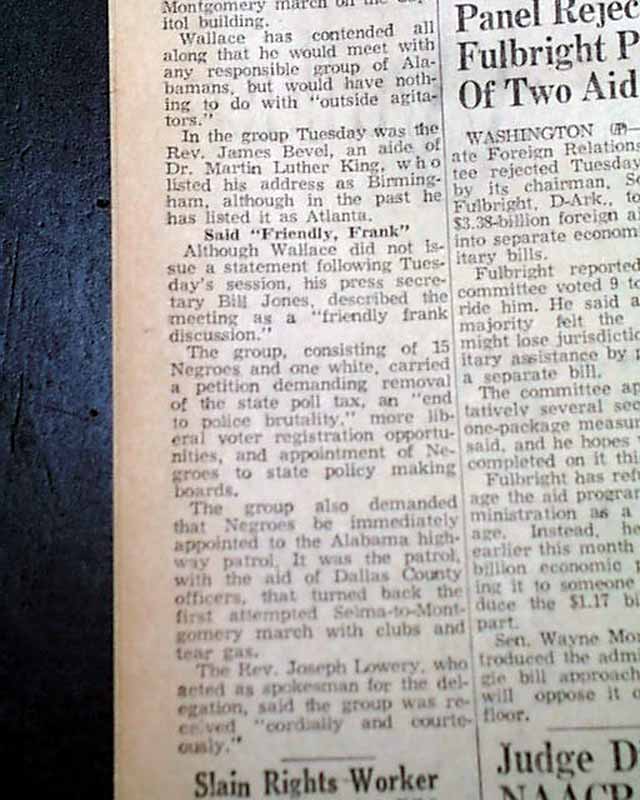 Montgomery march on the Cap-
itol building.
Wallace has contended all
along that he would meet with
any responsible group of Ala-
bamans, but would have noth-
ing to do with "outside agita-
tors."
In the group Tuesday was the
Rev. James Bevel, an aide of
Dr. Martin Luther King, who
listed his address as Birming-
ham, although in the past he
has listed it as Atlanta.
Said "Friendly, Frank"
Although Wallace did not is-
sue a statement following Tues-
day's session, his press secre-
tary Bill Jones, described the
meeting as a "friendly frank
discussion."
The group, consisting of 15
Negroes and one white, carried
a petition demanding removal
of the state poll tax, an "end
to police brutality," more lib-
eral voter registration opportu-
nities, and appointment of Ne-
groes to state policy making
boards.
The group also demanded
that Negroes be immediately
appointed to the Alabama high-
way patrol. It was the patrol,
with the aid of Dallas County
officers, that turned back the
first attempted Selma-to-Mont-
gomery march with clubs and
tear gas.
The Rev. Joseph Lowery, who
acted as spokesman for the del-
egation, said the group was re-
ceived "cordially and courte-
ously."
Slain Rights Worker
Panel Rejec
Fulbright P
Of Two Aid
WASHINGTON (AP)—
ate Foreign Relations
tee rejected Tuesday
by its chairman, Se
Fulbright, D-Ark., to
$3.38-billion foreign a
into separate econom
itary bills.
Fulbright reported
committee voted 9 to
ride him. He said a
majority felt the
might lose jurisdictio
itary assistance by p
a separate bill.
The committee ap
tatively several sec
one-package measur
said, and he hopes
completed on it thi
Fulbright has refu
age the aid program
ministration as a
age. Instead, he
earlier this month
billion economic p
ing it to someone
duce the $1.17 bi
part.
Sen. Wayne Mor
troduced the admi
gle bill approach
will oppose it o
floor.
Judge D
NAACP